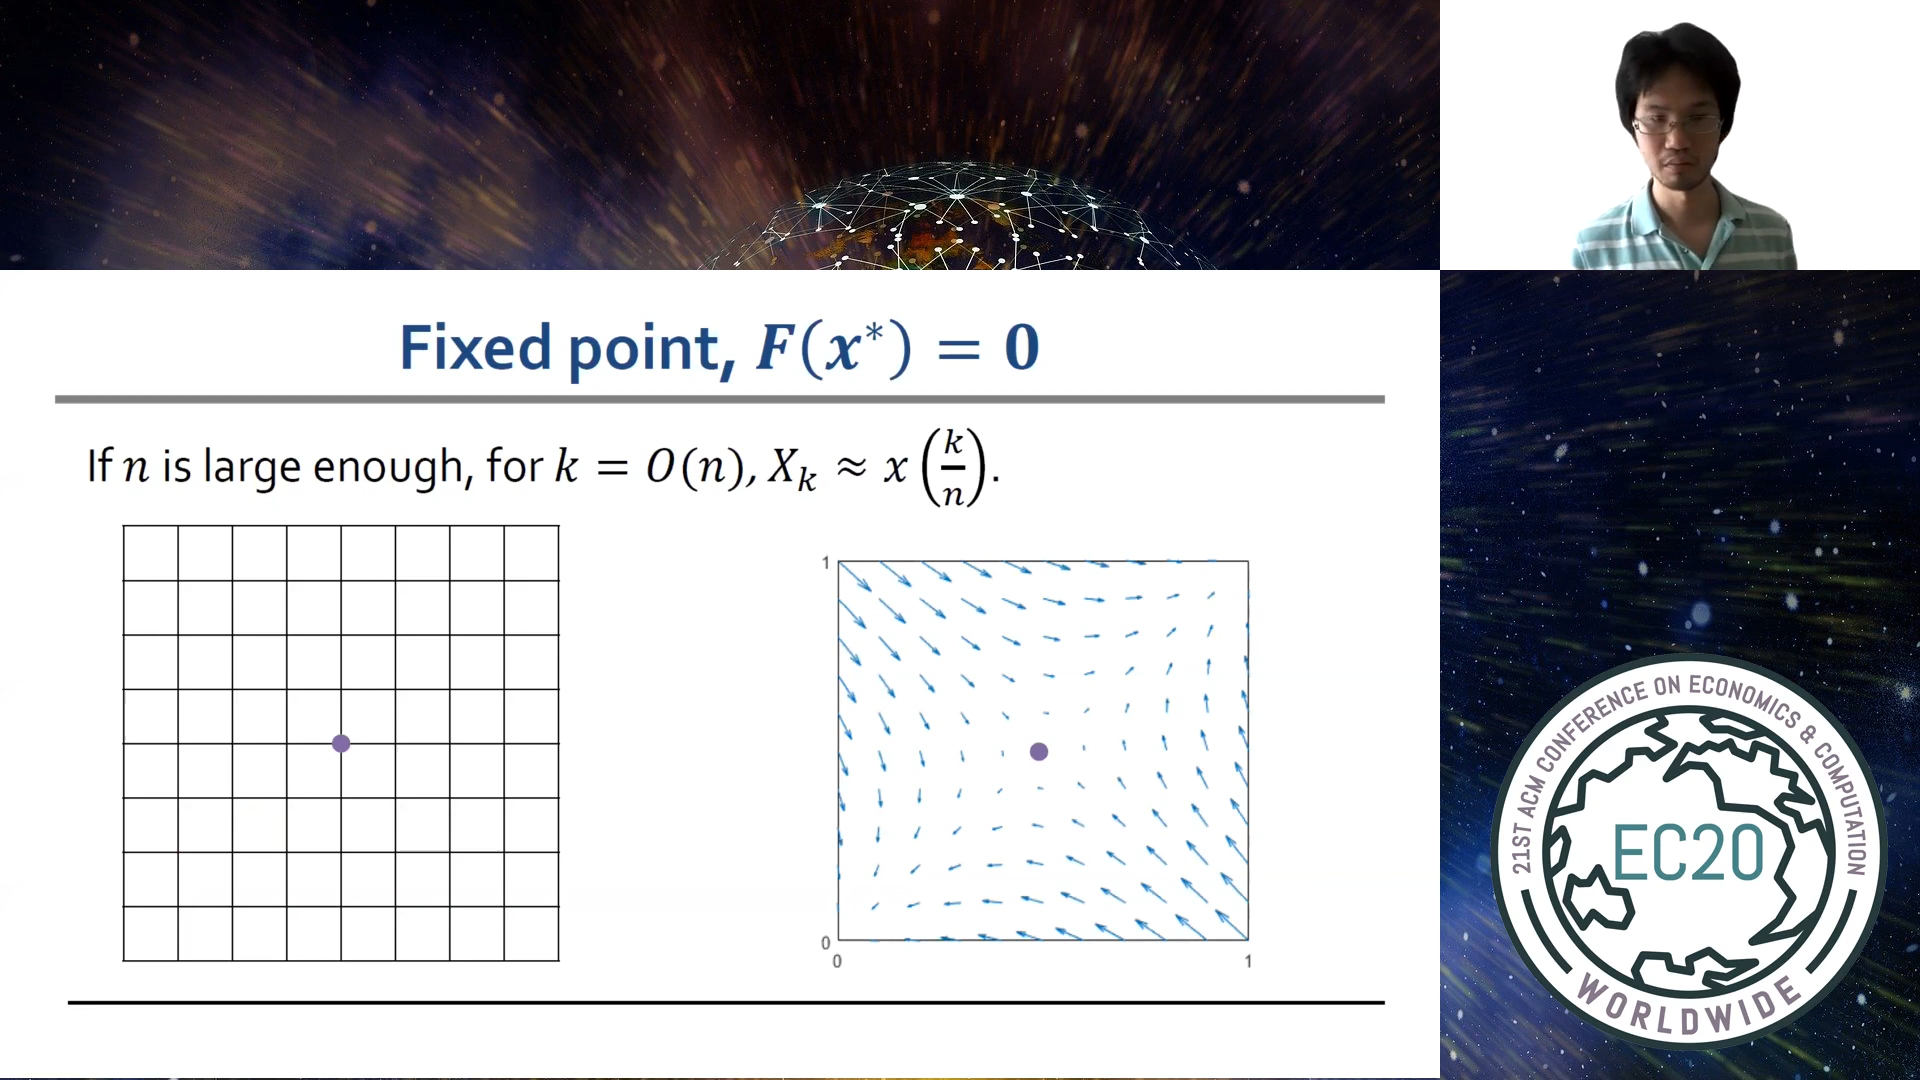 Fixed point, F(x*) = 0
If n is large enough, for k = O(n), X_k ≈ x(k/n).
1
0
0
1
21ST ACM CONFERENCE ON ECONOMICS & COMPUTATION
EC20
WORLDWIDE